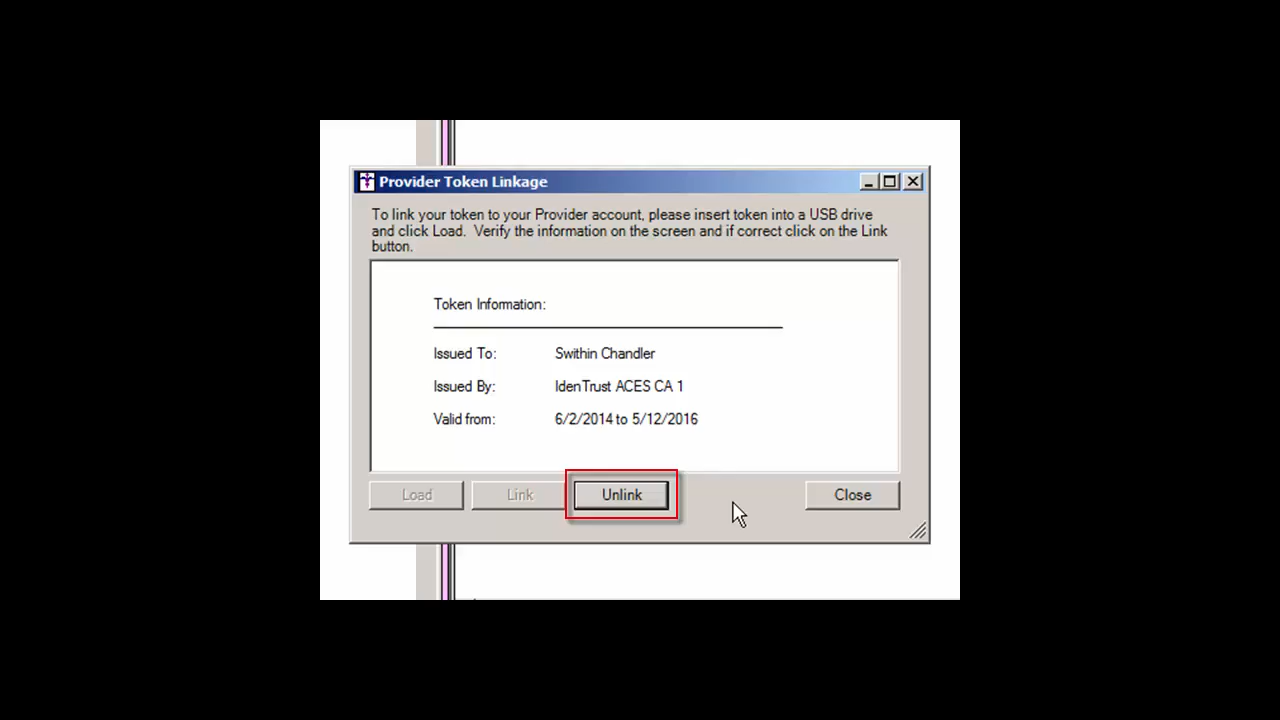 Provider Token Linkage
To link your token to your Provider account, please insert token into a USB drive
and click Load.  Verify the information on the screen and if correct click on the Link
button.
Token Information:
Issued To: Swithin Chandler
Issued By: IdenTrust ACES CA 1
Valid from: 6/2/2014 to 5/12/2016
Load Link Unlink Close